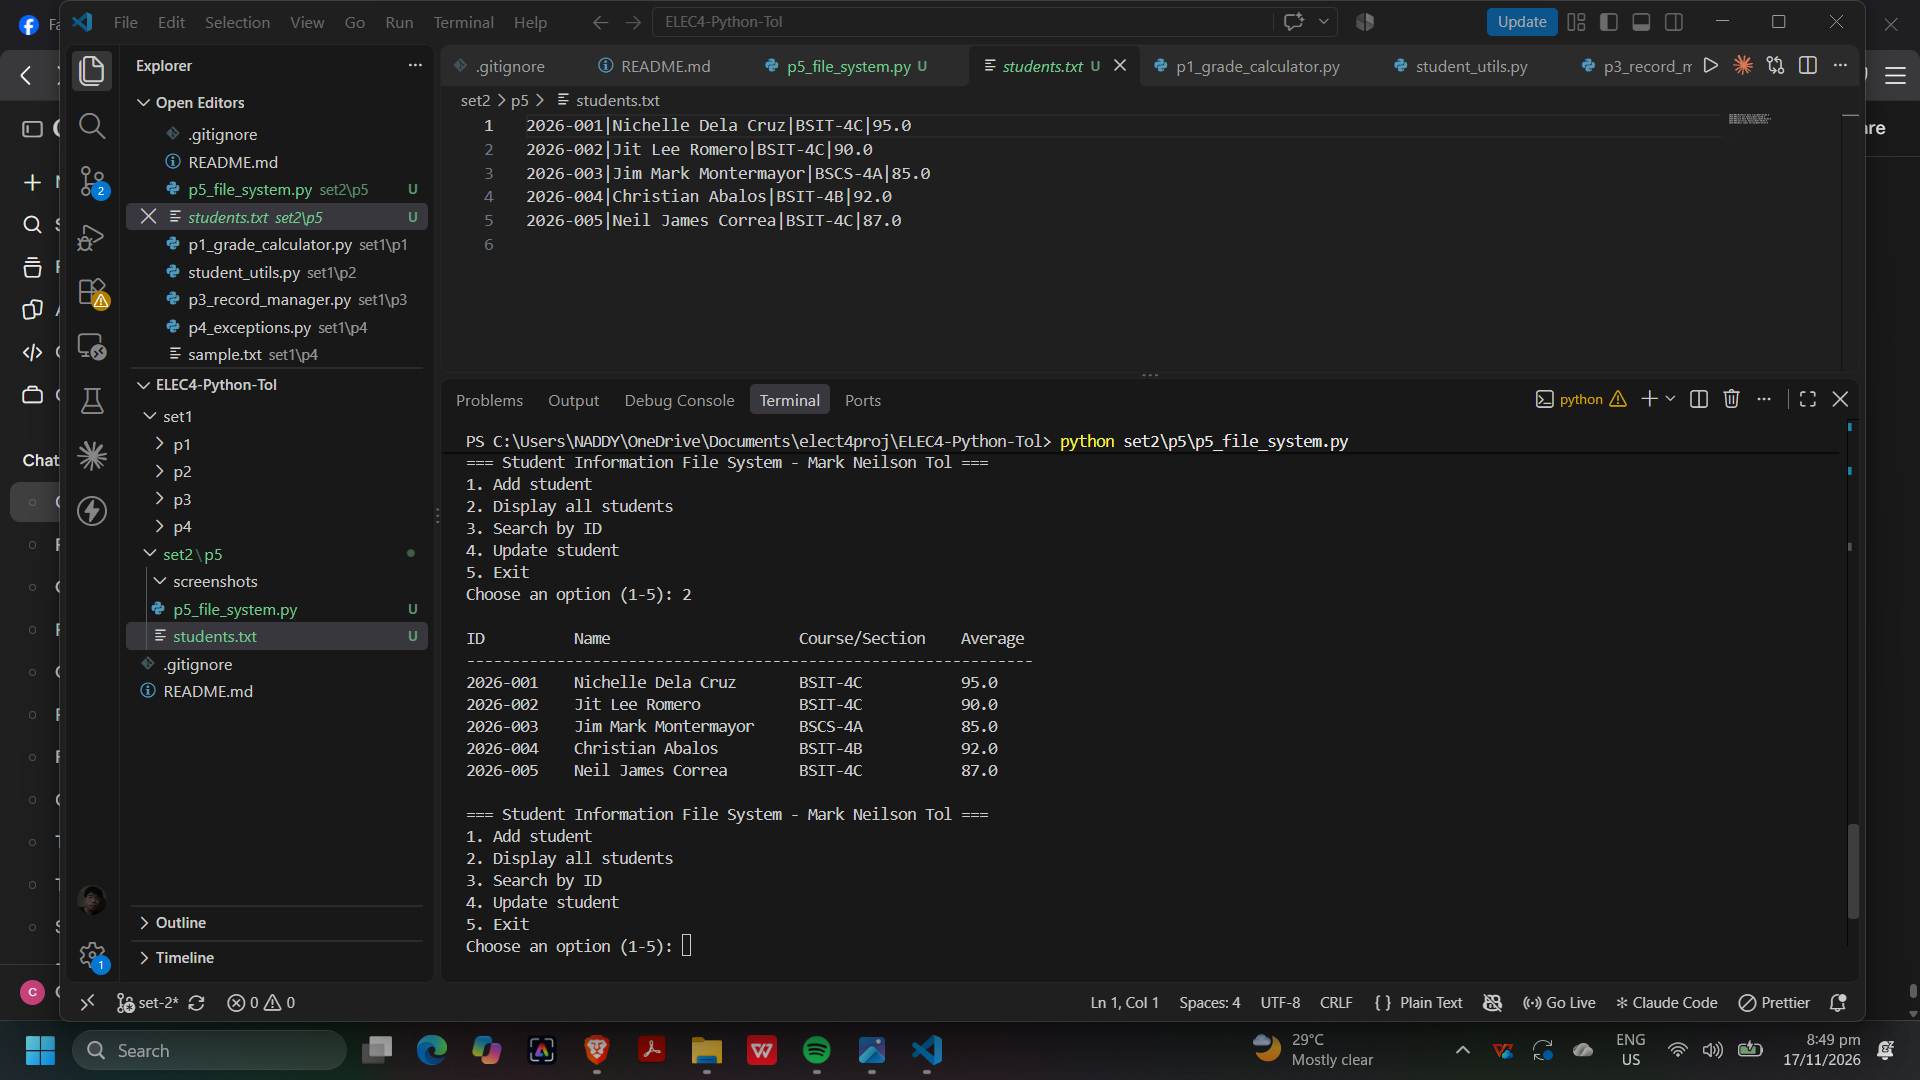 File Edit Selection View Go Run Terminal Help
ELEC4-Python-Tol
Update
Explorer
Open Editors
.gitignore
README.md
p5_file_system.py set2\p5 U
students.txt set2\p5 U
p1_grade_calculator.py set1\p1
student_utils.py set1\p2
p3_record_manager.py set1\p3
p4_exceptions.py set1\p4
sample.txt set1\p4
ELEC4-Python-Tol
set1
p1
p2
p3
p4
set2\p5
screenshots
p5_file_system.py U
students.txt U
.gitignore
README.md
Outline
Timeline
2
1
Chat
C
.gitignore README.md p5_file_system.py U students.txt U p1_grade_calculator.py student_utils.py p3_record_m
set2 > p5 > students.txt
1 2026-001|Nichelle Dela Cruz|BSIT-4C|95.0
2 2026-002|Jit Lee Romero|BSIT-4C|90.0
3 2026-003|Jim Mark Montermayor|BSCS-4A|85.0
4 2026-004|Christian Abalos|BSIT-4B|92.0
5 2026-005|Neil James Correa|BSIT-4C|87.0
6
Problems Output Debug Console Terminal Ports
python
PS C:\Users\NADDY\OneDrive\Documents\elect4proj\ELEC4-Python-Tol> python set2\p5\p5_file_system.py
=== Student Information File System - Mark Neilson Tol ===
1. Add student
2. Display all students
3. Search by ID
4. Update student
5. Exit
Choose an option (1-5): 2
ID Name Course/Section Average
---------------------------------------------------------------
2026-001 Nichelle Dela Cruz BSIT-4C 95.0
2026-002 Jit Lee Romero BSIT-4C 90.0
2026-003 Jim Mark Montermayor BSCS-4A 85.0
2026-004 Christian Abalos BSIT-4B 92.0
2026-005 Neil James Correa BSIT-4C 87.0
=== Student Information File System - Mark Neilson Tol ===
1. Add student
2. Display all students
3. Search by ID
4. Update student
5. Exit
Choose an option (1-5):
set-2* 0 0
Ln 1, Col 1 Spaces: 4 UTF-8 CRLF {} Plain Text Go Live Claude Code Prettier
Search
29°C
Mostly clear
ENG
US
8:49 pm
17/11/2026